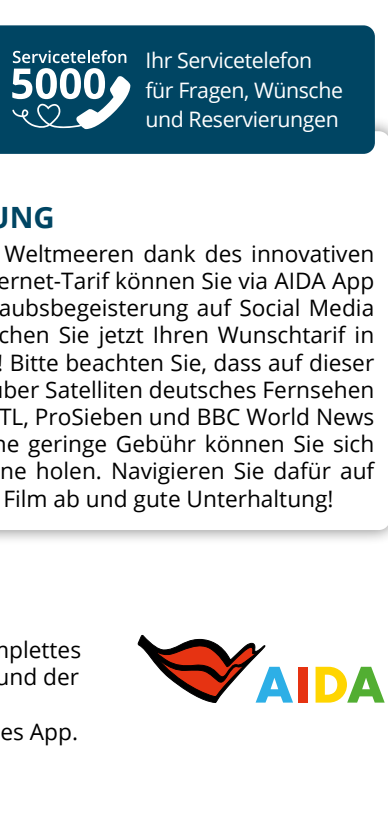 Servicetelefon
5000
Ihr Servicetelefon
für Fragen, Wünsche
und Reservierungen
UNG
Weltmeeren dank des innovativen
ernet-Tarif können Sie via AIDA App
aubsbegeisterung auf Social Media
chen Sie jetzt Ihren Wunschtarif in
! Bitte beachten Sie, dass auf dieser
über Satelliten deutsches Fernsehen
TL, ProSieben und BBC World News
ne geringe Gebühr können Sie sich
ne holen. Navigieren Sie dafür auf
Film ab und gute Unterhaltung!
mplettes
und der
es App.
AIDA